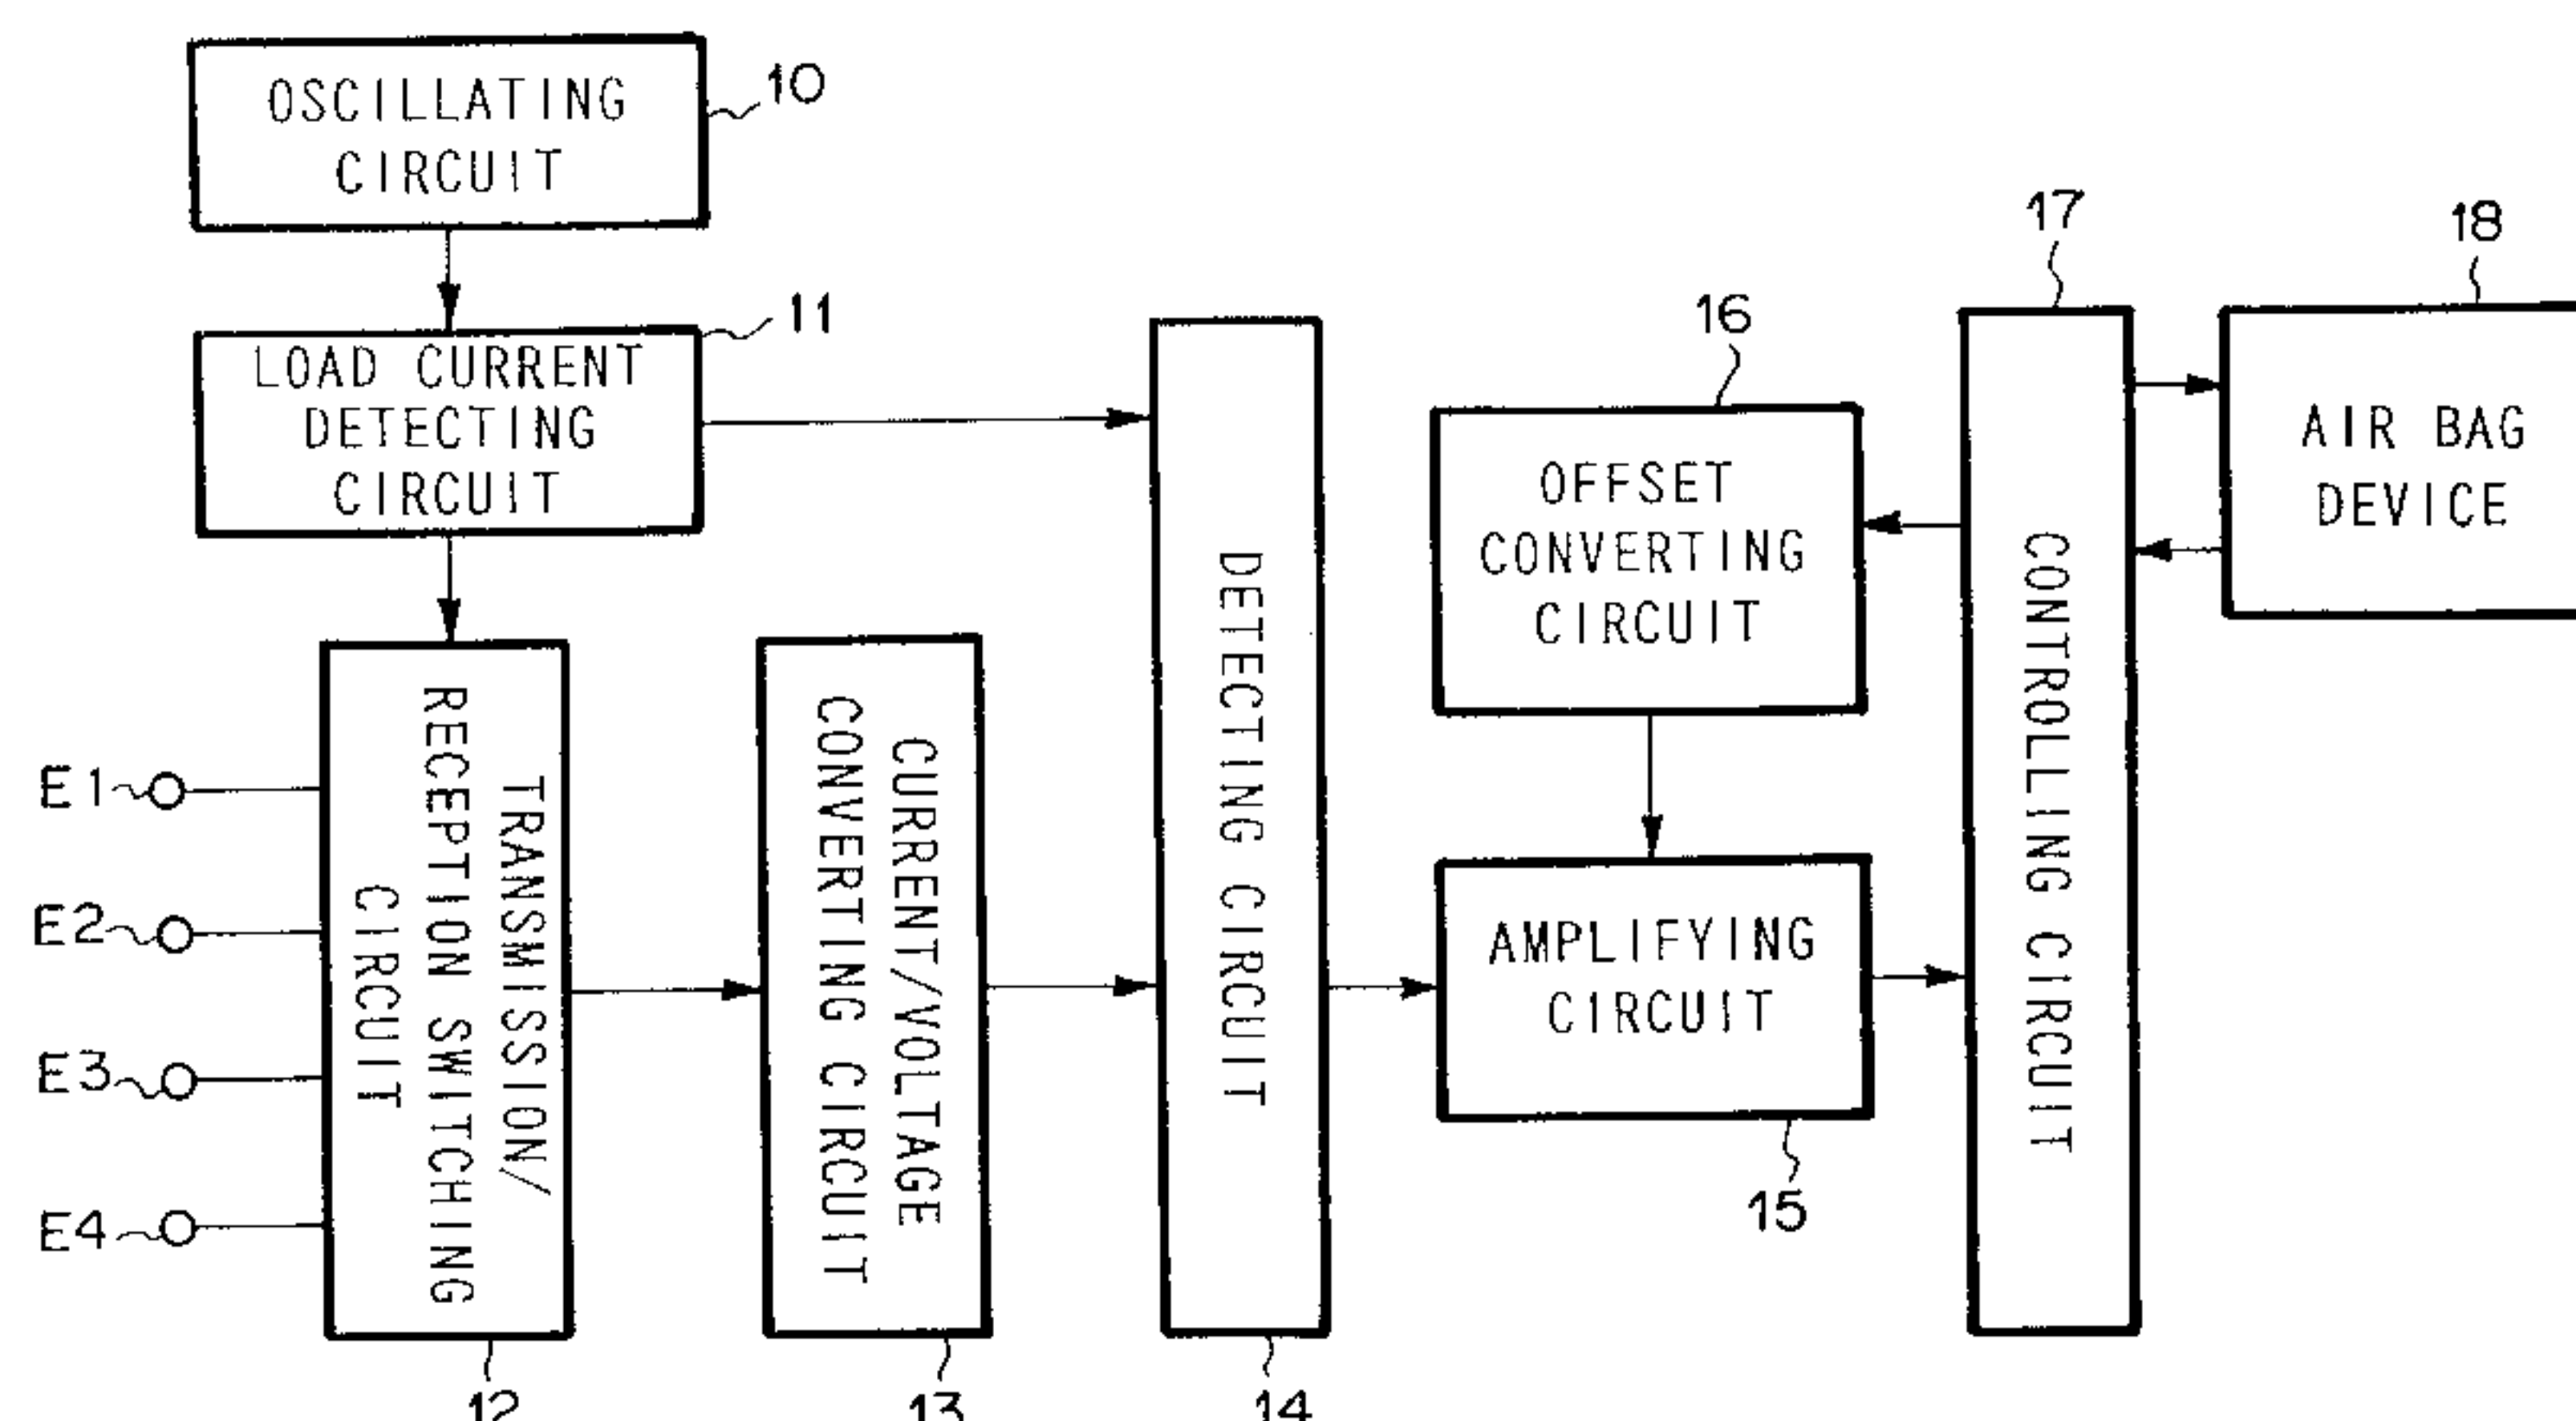 OSCILLATING
CIRCUIT
10
LOAD CURRENT
DETECTING
CIRCUIT
11
TRANSMISSION/
RECEPTION SWITCHING
CIRCUIT
12
E1
E2
E3
E4
CURRENT/VOLTAGE
CONVERTING CIRCUIT
13
DETECTING CIRCUIT
14
OFFSET
CONVERTING
CIRCUIT
16
AMPLIFYING
CIRCUIT
15
CONTROLLING CIRCUIT
17
AIR BAG
DEVICE
18